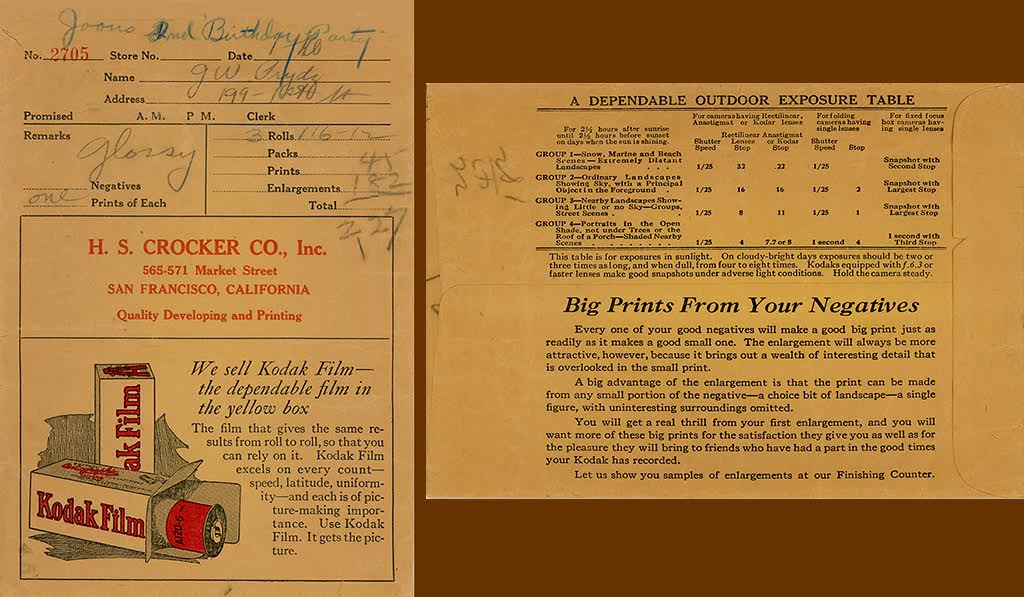 Joans 2nd Birthday Party
No. 2705 Store No. Date
Name GW
Address 199-
Promised A. M. P M. Clerk
Remarks 3 Rolls 116-12
Glossy Packs
Prints 45
Negatives Enlargements 182
one Prints of Each Total 227
H. S. CROCKER CO., Inc.
565-571 Market Street
SAN FRANCISCO, CALIFORNIA
Quality Developing and Printing
We sell Kodak Film—
the dependable film in
the yellow box
The film that gives the same re-
sults from roll to roll, so that you
can rely on it. Kodak Film
excels on every count—
speed, latitude, uniform-
ity—and each is of pic-
ture-making impor-
tance. Use Kodak
Film. It gets the pic-
ture.
ak Film
Kodak Film
A DEPENDABLE OUTDOOR EXPOSURE TABLE
For 2½ hours after sunrise
until 2½ hours before sunset
on days when the sun is shining.
For cameras having Rectilinear,
Anastigmat or Kodar lenses
For folding
cameras having
single lenses
For fixed focus
box cameras hav-
ing single lenses
Shutter Speed Rectilinear Lenses Stop Anastigmat or Kodar Stop Shutter Speed Stop
GROUP 1—Snow, Marine and Beach
Scenes—Extremely Distant
Landscapes . . . 1/25 32 22 1/25 Snapshot with Second Stop
GROUP 2—Ordinary Landscapes
Showing Sky, with a Principal
Object in the Foreground . 1/25 16 16 1/25 2 Snapshot with Largest Stop
GROUP 3—Nearby Landscapes Show-
ing Little or no Sky—Groups,
Street Scenes . . . 1/25 8 11 1/25 1 Snapshot with Largest Stop
GROUP 4—Portraits in the Open
Shade, not under Trees or the
Roof of a Porch—Shaded Nearby
Scenes . . . . . . . 1/25 4 7.7 or 8 1 second 4 1 second with Third Stop
This table is for exposures in sunlight. On cloudy-bright days exposures should be two or
three times as long, and when dull, from four to eight times. Kodaks equipped with f.6.3 or
faster lenses make good snapshots under adverse light conditions. Hold the camera steady.
Big Prints From Your Negatives
Every one of your good negatives will make a good big print just as
readily as it makes a good small one. The enlargement will always be more
attractive, however, because it brings out a wealth of interesting detail that
is overlooked in the small print.
A big advantage of the enlargement is that the print can be made
from any small portion of the negative—a choice bit of landscape—a single
figure, with uninteresting surroundings omitted.
You will get a real thrill from your first enlargement, and you will
want more of these big prints for the satisfaction they give you as well as for
the pleasure they will bring to friends who have had a part in the good times
your Kodak has recorded.
Let us show you samples of enlargements at our Finishing Counter.